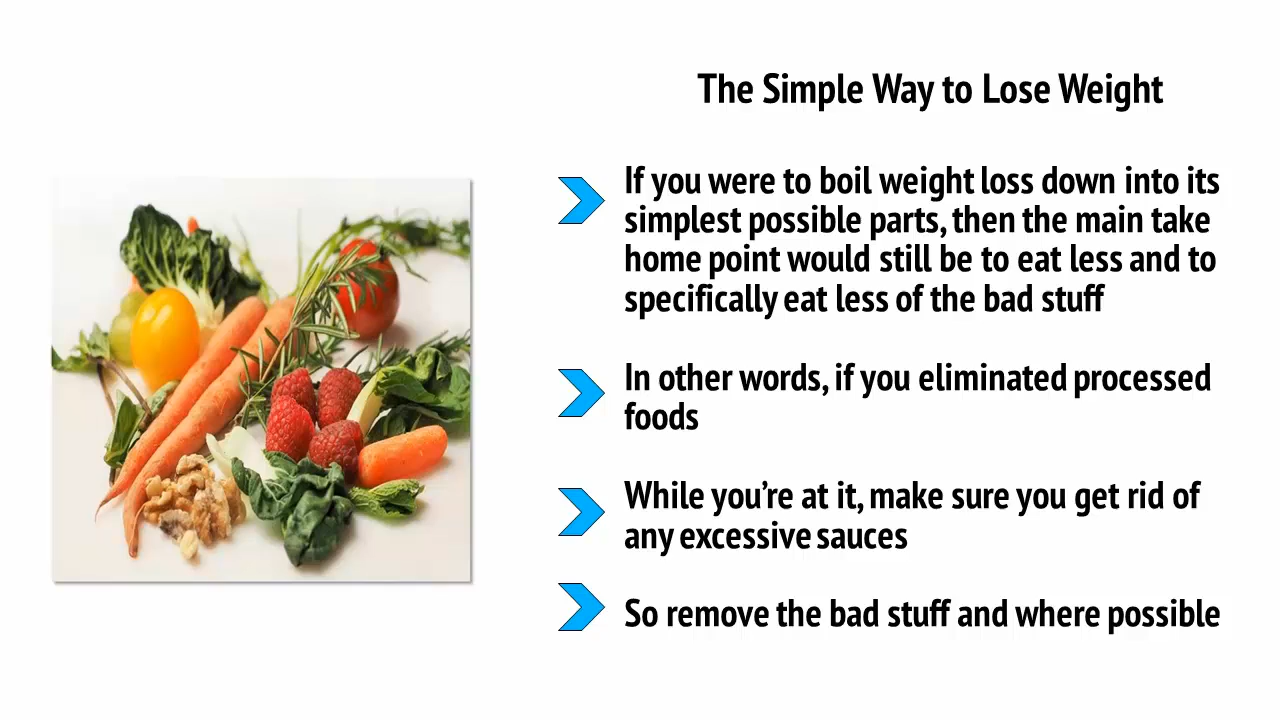 The Simple Way to Lose Weight
If you were to boil weight loss down into its
simplest possible parts, then the main take
home point would still be to eat less and to
specifically eat less of the bad stuff
In other words, if you eliminated processed
foods
While you’re at it, make sure you get rid of
any excessive sauces
So remove the bad stuff and where possible